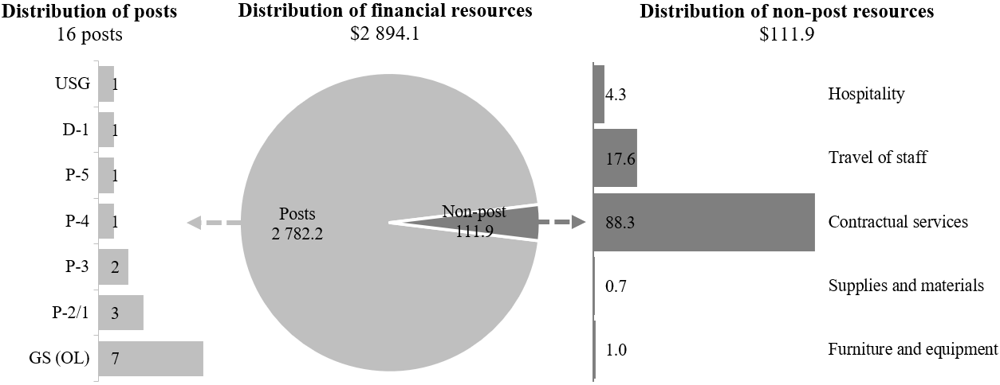 Distribution of posts
16 posts
USG 1
D-1 1
P-5 1
P-4 1
P-3 2
P-2/1 3
GS (OL) 7
Distribution of financial resources
$2 894.1
Posts
2 782.2
Non-post
111.9
Distribution of non-post resources
$111.9
4.3 Hospitality
17.6 Travel of staff
88.3 Contractual services
0.7 Supplies and materials
1.0 Furniture and equipment